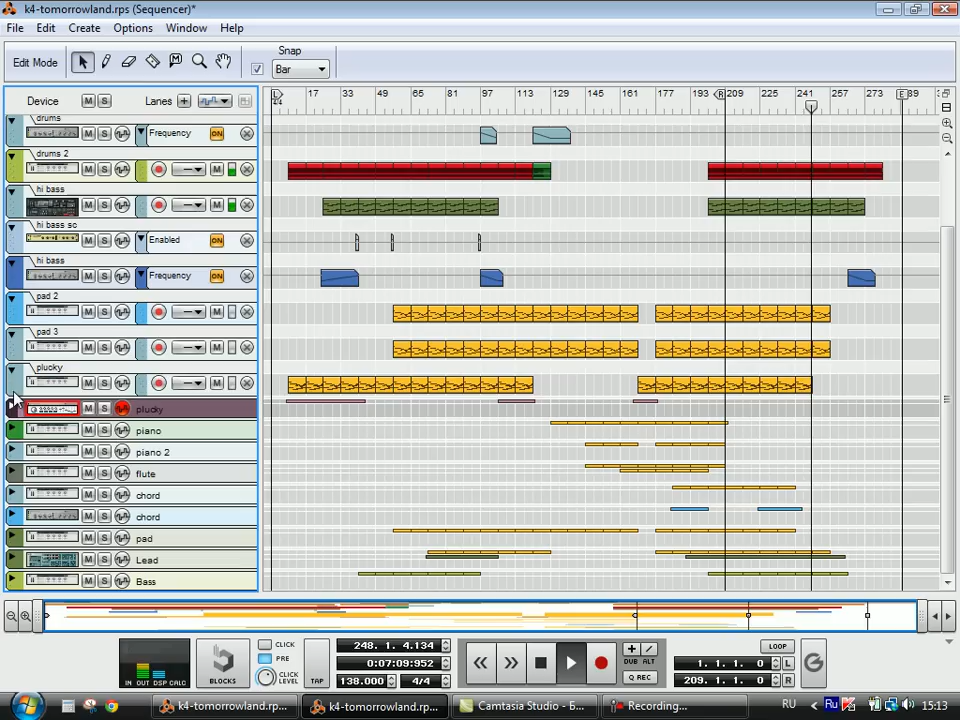 k4-tomorrowland.rps (Sequencer)*
File Edit Create Options Window Help
Edit Mode
Snap
Bar
Device M S Lanes
L 4/4 17 33 49 65 81 97 113 129 145 161 177 193 R 209 225 241 257 273 E 289
drums
M S Frequency ON
drums 2
M S M
hi bass
M S M
hi bass sc
M S Enabled ON
hi bass
M S Frequency ON
pad 2
M S M
pad 3
M S M
plucky
M S M
M S plucky
M S piano
M S piano 2
M S flute
M S chord
M S chord
M S pad
M S Lead
M S Bass
IN OUT DSP CALC
BLOCKS
CLICK
PRE
CLICK LEVEL
TAP
248. 1. 4.134
0:07:09:952
138.000 4/4
DUB ALT
Q REC
LOOP
1. 1. 1. 0 L
209. 1. 1. 0 R
k4-tomorrowland.rp...
k4-tomorrowland.rp...
Camtasia Studio - Б...
Recording...
RU
Ru
15:13